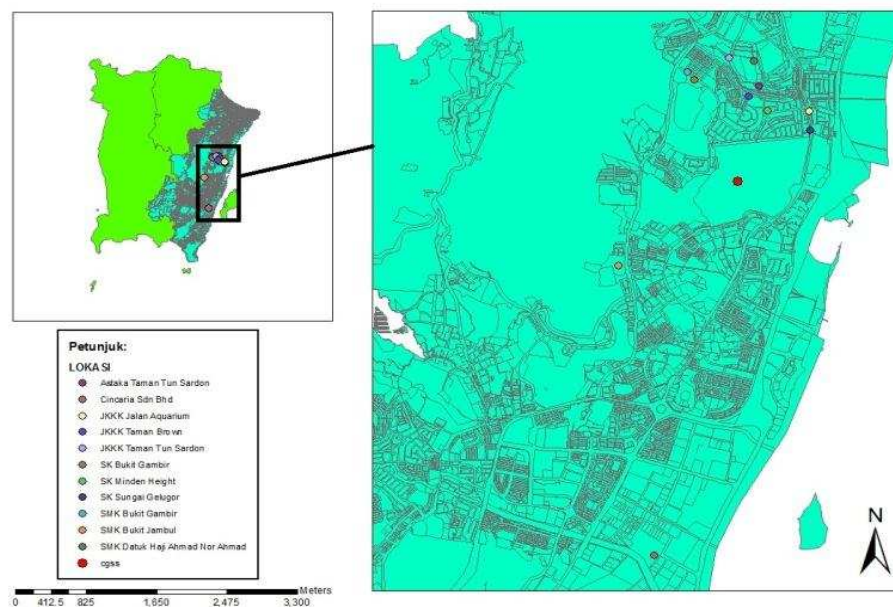 Petunjuk:
LOKASI
Astaka Taman Tun Sardon
Cincaria Sdn Bhd
JKKK Jalan Aquarium
JKKK Taman Brown
JKKK Taman Tun Sardon
SK Bukit Gambir
SK Minden Height
SK Sungai Gelugor
SMK Bukit Gambir
SMK Bukit Jambul
SMK Datuk Haji Ahmad Nor Ahmad
cgss
Meters
0 412.5 825 1,650 2,475 3,300
N